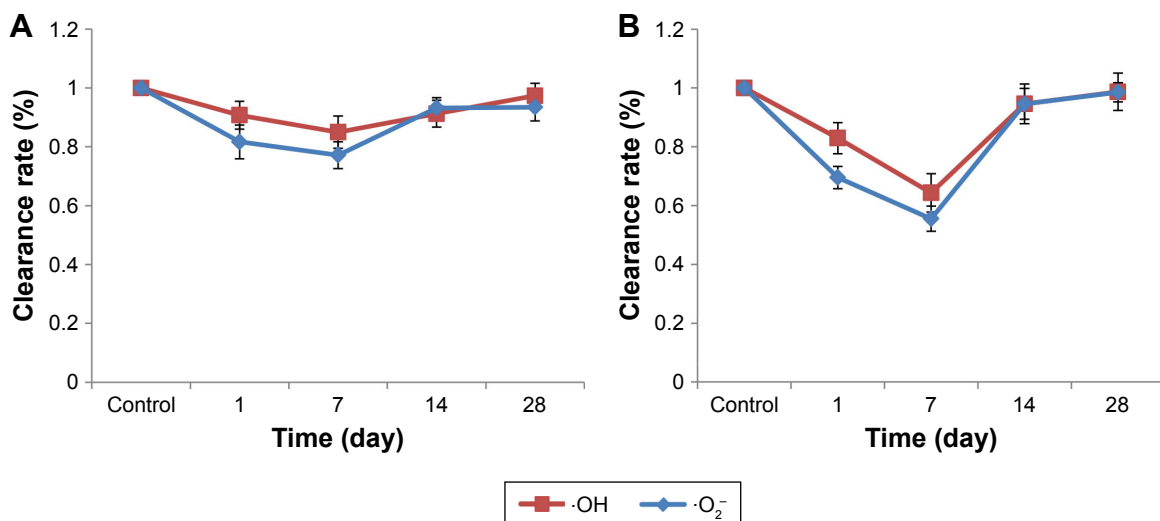 A
Clearance rate (%)
1.2
1
0.8
0.6
0.4
0.2
0
Control 1 7 14 28
Time (day)
B
Clearance rate (%)
1.2
1
0.8
0.6
0.4
0.2
0
Control 1 7 14 28
Time (day)
·OH ·O₂⁻